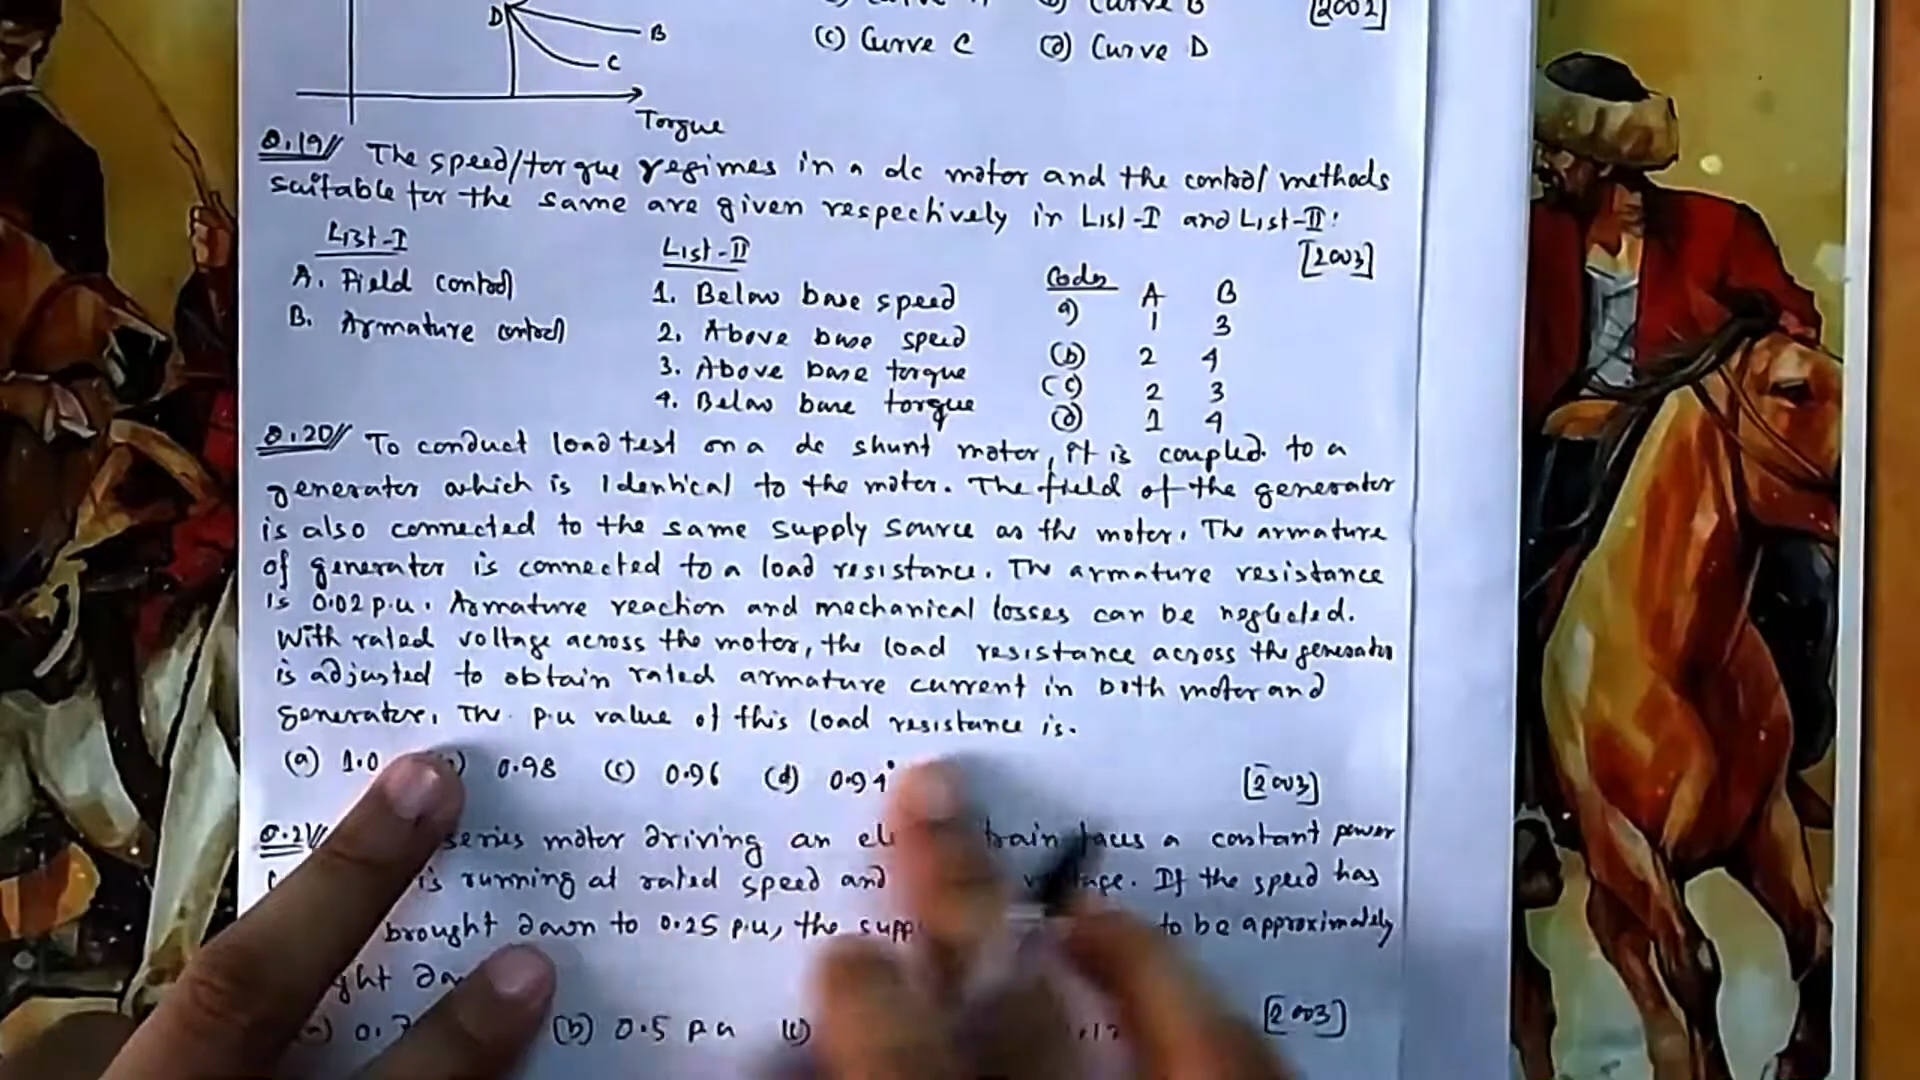 (b) Curve B
[2002]
D
B
C
(c) Curve C (d) Curve D
Torque
Q.19// The speed/torque regimes in a dc motor and the control methods
suitable for the same are given respectively in List-I and List-II:
[2003]
List-I List-II Codes A B
A. Field control 1. Below base speed a) 1 3
B. Armature control 2. Above base speed (b) 2 4
3. Above base torque (c) 2 3
4. Below base torque (d) 1 4
Q.20// To conduct load test on a dc shunt motor, it is coupled to a
generator which is identical to the motor. The field of the generator
is also connected to the same supply source as the motor. The armature
of generator is connected to a load resistance. The armature resistance
is 0.02 p.u. Armature reaction and mechanical losses can be neglected.
With rated voltage across the motor, the load resistance across the generator
is adjusted to obtain rated armature current in both motor and
generator. The p.u value of this load resistance is.
(a) 1.0 0.98 (c) 0.96 (d) 0.94 [2003]
Q.21// series motor driving an train faces a constant power
is running at rated speed and If the speed has
brought down to 0.25 p.u, the to be approximately
(b) 0.5 p u [2003]